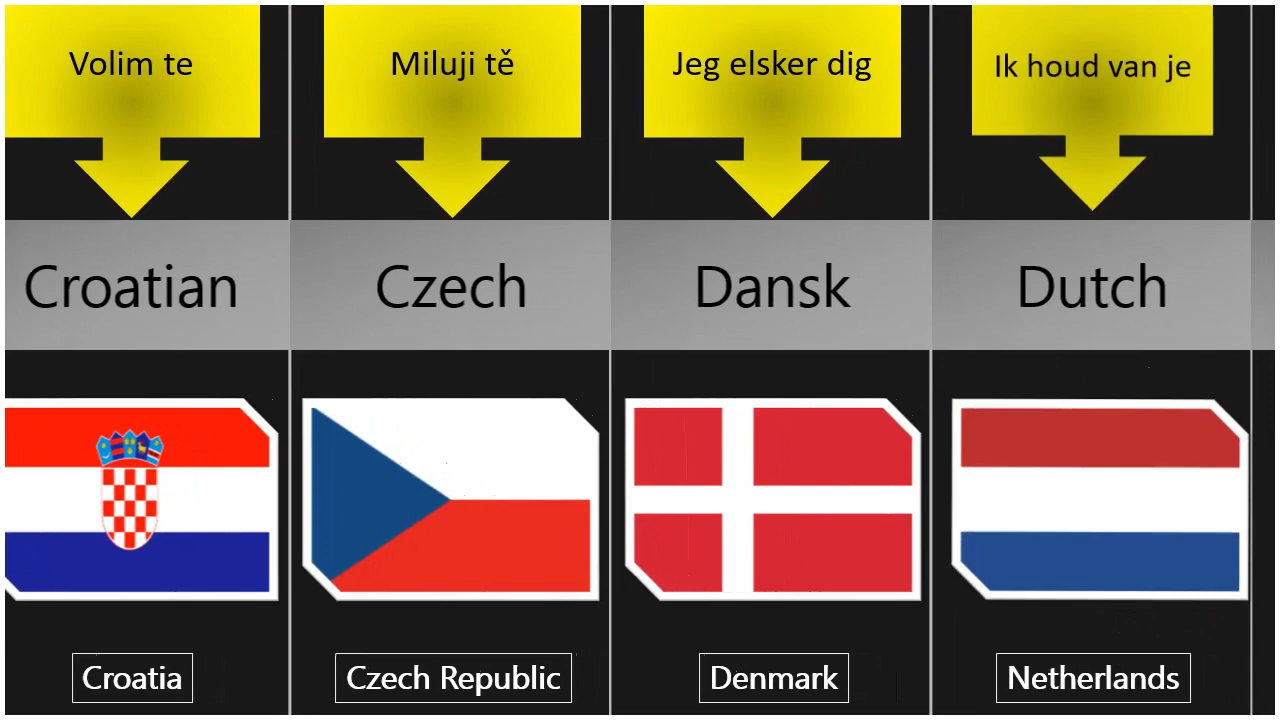 Volim te
Miluji tě
Jeg elsker dig
Ik houd van je
Croatian
Czech
Dansk
Dutch
Croatia
Czech Republic
Denmark
Netherlands